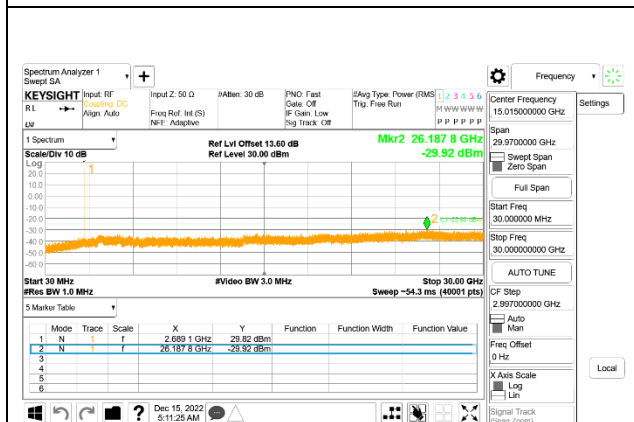 Spectrum Analyzer 1
Swept SA
+
Frequency
KEYSIGHT
Input: RF
Coupling: DC
Align: Auto
Input Z: 50 Ω
Freq Ref: Int (S)
NFE: Adaptive
#Atten: 30 dB
PNO: Fast
Gate: Off
IF Gain: Low
Sig Track: Off
#Avg Type: Power (RMS
Trig: Free Run
1 2 3 4 5 6
M W W W W W
P P P P P P
RL
Center Frequency
15.015000000 GHz
Settings
Span
29.9700000 GHz
Swept Span
Zero Span
Full Span
Start Freq
30.000000 MHz
Stop Freq
30.000000000 GHz
AUTO TUNE
CF Step
2.997000000 GHz
Auto
Man
Freq Offset
0 Hz
X Axis Scale
Log
Lin
Local
Signal Track
(Span Zoom)
1 Spectrum
Scale/Div 10 dB
Ref Lvl Offset 13.60 dB
Ref Level 30.00 dBm
Mkr2 26.187 8 GHz
-29.92 dBm
Log
20.0
10.0
0.00
-10.0
-20.0
-30.0
-40.0
-50.0
-60.0
1
2
Start 30 MHz
#Res BW 1.0 MHz
#Video BW 3.0 MHz
Stop 30.00 GHz
Sweep ~54.3 ms (40001 pts)
5 Marker Table
Mode Trace Scale X Y Function Function Width Function Value
1 N 1 f 2.689 1 GHz 29.82 dBm
2 N 1 f 26.187 8 GHz -29.92 dBm
3
4
5
6
?
Dec 15, 2022
5:11:25 AM